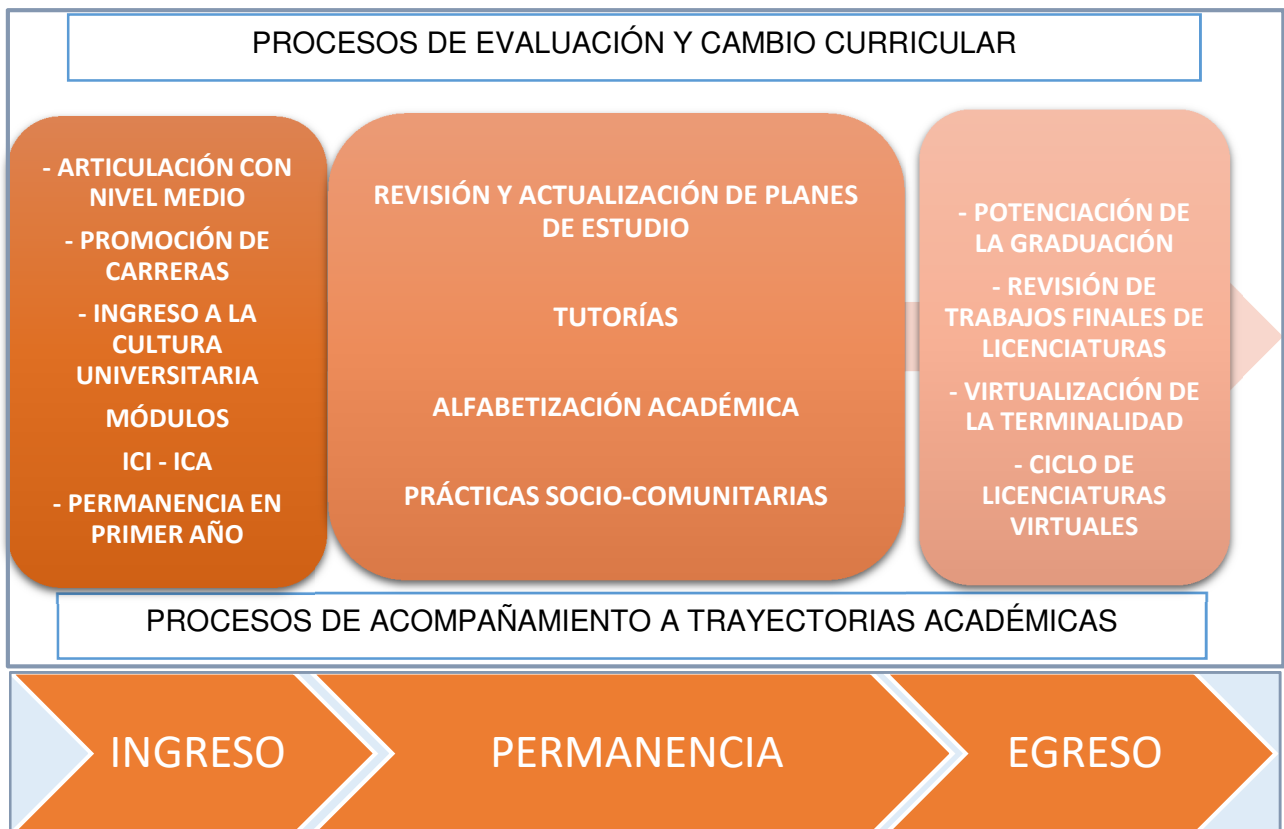 PROCESOS DE EVALUACIÓN Y CAMBIO CURRICULAR
- ARTICULACIÓN CON
NIVEL MEDIO
- PROMOCIÓN DE
CARRERAS
- INGRESO A LA
CULTURA
UNIVERSITARIA
MÓDULOS
ICI - ICA
- PERMANENCIA EN
PRIMER AÑO
REVISIÓN Y ACTUALIZACIÓN DE PLANES
DE ESTUDIO
TUTORÍAS
ALFABETIZACIÓN ACADÉMICA
PRÁCTICAS SOCIO-COMUNITARIAS
- POTENCIACIÓN DE
LA GRADUACIÓN
- REVISIÓN DE
TRABAJOS FINALES DE
LICENCIATURAS
- VIRTUALIZACIÓN DE
LA TERMINALIDAD
- CICLO DE
LICENCIATURAS
VIRTUALES
PROCESOS DE ACOMPAÑAMIENTO A TRAYECTORIAS ACADÉMICAS
INGRESO
PERMANENCIA
EGRESO